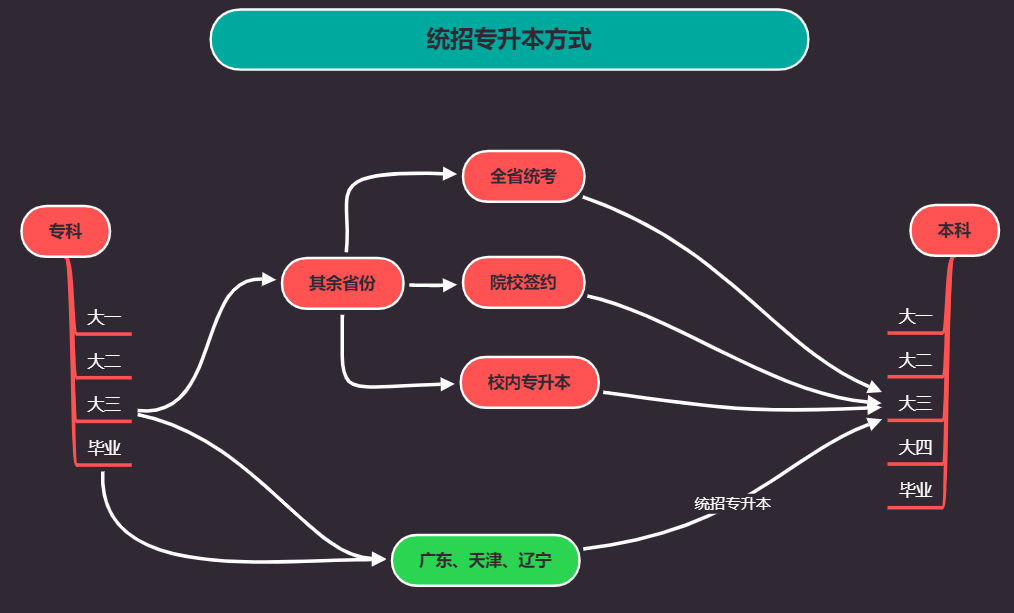 统招专升本方式
专科
大一
大二
大三
毕业
其余省份
全省统考
院校签约
校内专升本
广东、天津、辽宁
统招专升本
本科
大一
大二
大三
大四
毕业